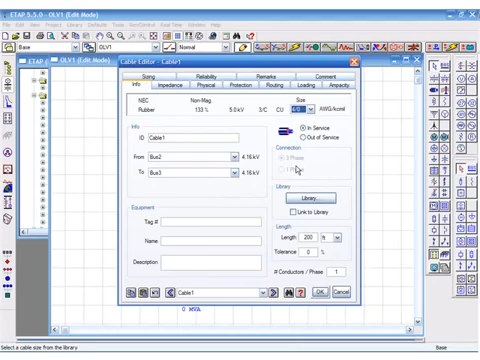 ETAP 5.5.0 - OLV1 (Edit Mode)
File Edit View Project Library Defaults Tools RevControl Real-Time Window Help
Base
OLV1
Normal
ETAP
OLV1 (Edit Mode)
Cable Editor - Cable1
Sizing Reliability Remarks Comment
Info Impedance Physical Protection Routing Loading Ampacity
NEC Non-Mag Size
Rubber 133 % 5.0 kV 3/C CU 4/0 AWG/kcmil
Info
ID Cable1
From Bus2 4.16 kV
To Bus3 4.16 kV
In Service
Out of Service
Connection
3 Phase
1 Phase
Library
Library...
Link to Library
Equipment
Tag #
Name
Description
Length
Length 200 ft
Tolerance 0 %
# Conductors / Phase 1
Cable1
OK Cancel
0 MVA
Select a cable size from the library.
Base